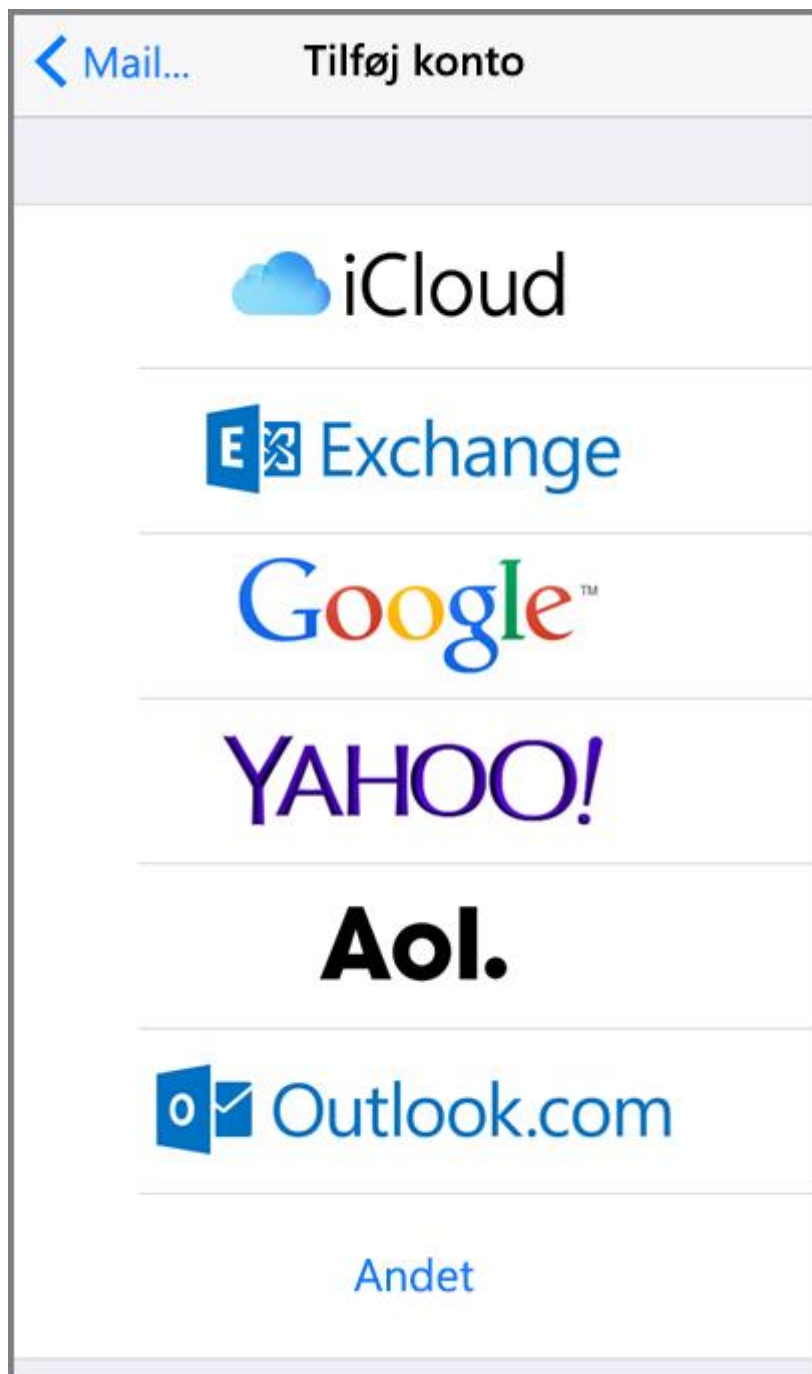 Mail... Tilføj konto
iCloud
E Exchange
Google™
YAHOO!
Aol.
O Outlook.com
Andet